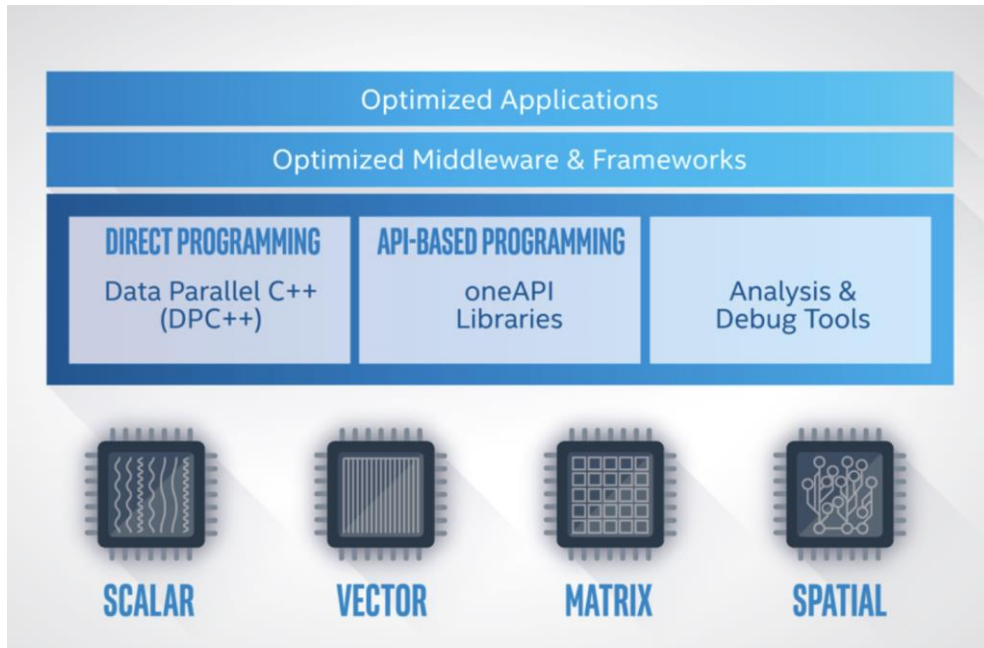 Optimized Applications
Optimized Middleware & Frameworks
DIRECT PROGRAMMING
Data Parallel C++
(DPC++)
API-BASED PROGRAMMING
oneAPI
Libraries
Analysis &
Debug Tools
SCALAR
VECTOR
MATRIX
SPATIAL